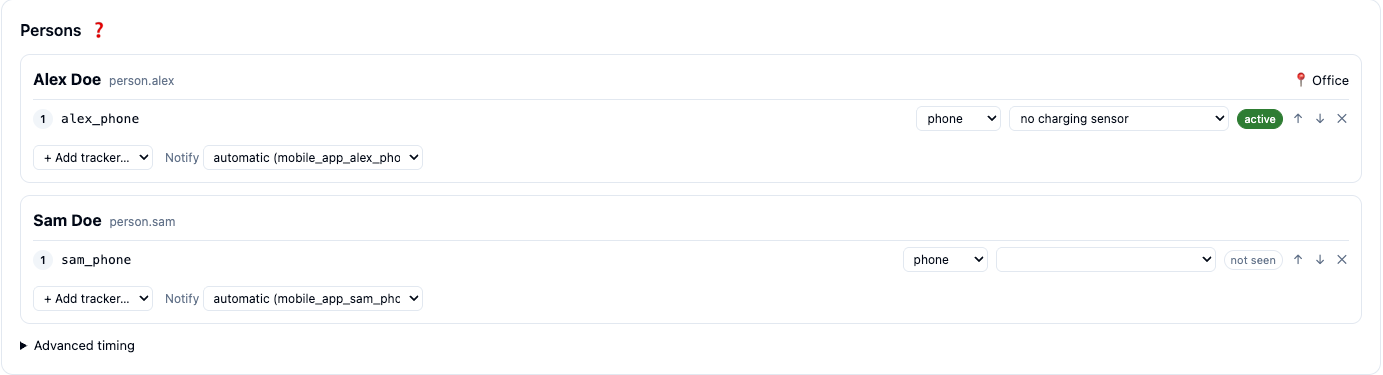 Persons ❓
Alex Doe person.alex 📍 Office
1 alex_phone phone no charging sensor active ↑ ↓ ×
+ Add tracker... Notify automatic (mobile_app_alex_pho
Sam Doe person.sam
1 sam_phone phone not seen ↑ ↓ ×
+ Add tracker... Notify automatic (mobile_app_sam_phc
▶ Advanced timing